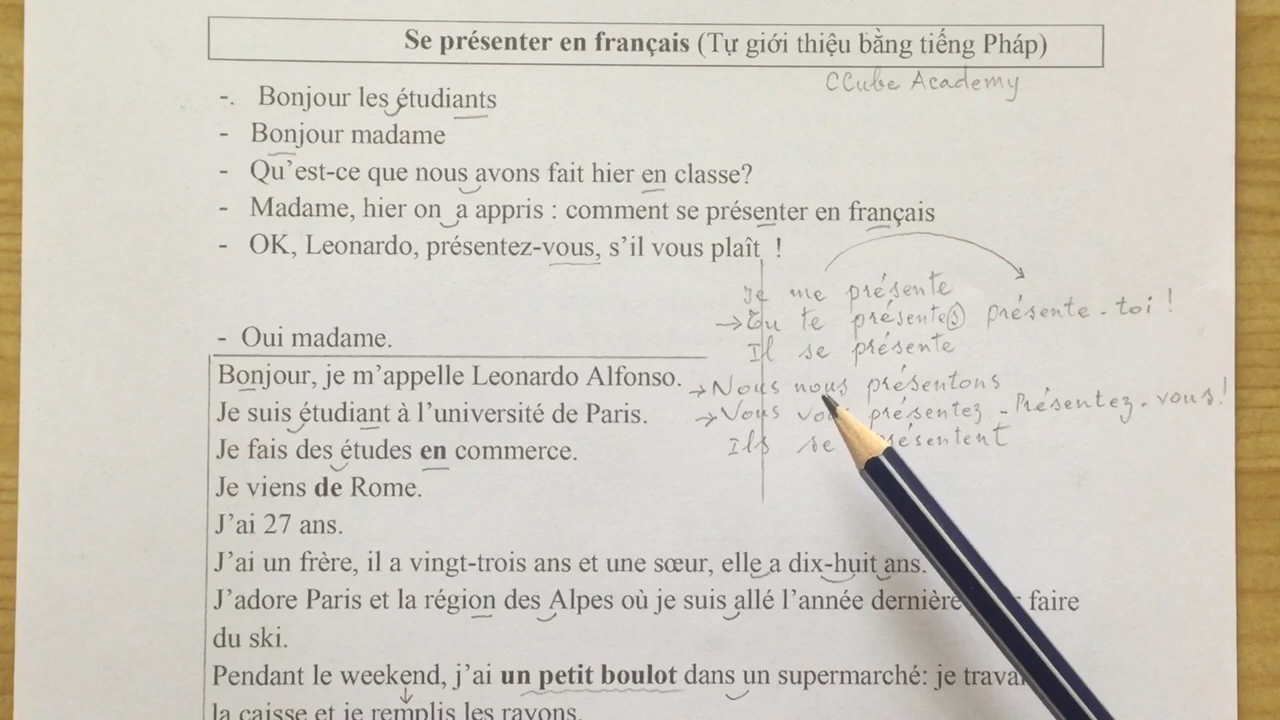 Se présenter en français (Tự giới thiệu bằng tiếng Pháp)
CCube Academy
-. Bonjour les étudiants
- Bonjour madame
- Qu’est-ce que nous avons fait hier en classe?
- Madame, hier on a appris : comment se présenter en français
- OK, Leonardo, présentez-vous, s’il vous plaît !
Je me présente
→Tu te présente(s) présente-toi !
Il se présente
→Nous nous présentons
→Vous présentez - Présentez-vous!
Ils se
- Oui madame.
Bonjour, je m’appelle Leonardo Alfonso.
Je suis étudiant à l’université de Paris.
Je fais des études en commerce.
Je viens de Rome.
J’ai 27 ans.
J’ai un frère, il a vingt-trois ans et une sœur, elle a dix-huit ans.
J’adore Paris et la région des Alpes où je suis allé l’année dernière faire
du ski.
Pendant le weekend, j’ai un petit boulot dans un supermarché: je
la caisse et je remplis les rayons.